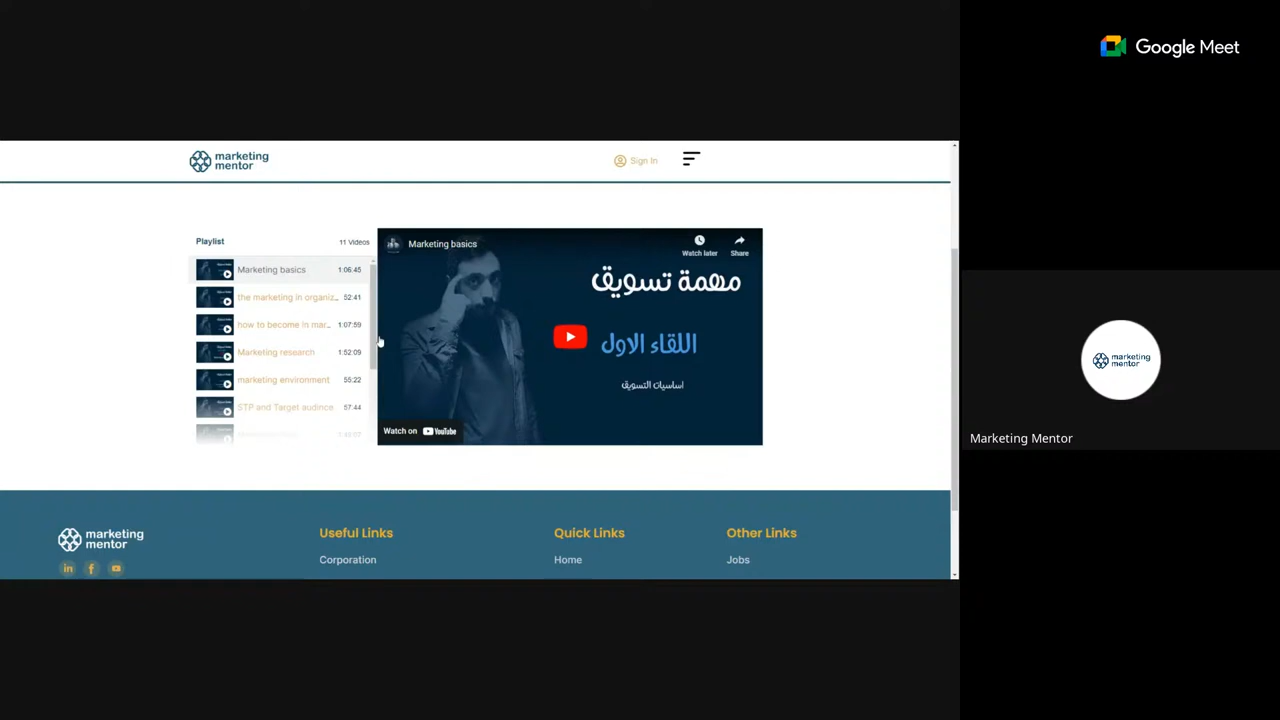 Google Meet
marketing
mentor
Sign In
Playlist
11 Videos
Marketing basics
1:06:45
the marketing in organiz...
52:41
how to become in mar...
1:07:59
Marketing research
1:52:09
marketing environment
55:22
STP and Target audince
57:44
Marketing basics
Watch later
Share
مهمة تسويق
اللقاء الاول
اساسيات التسويق
Watch on YouTube
marketing
mentor
Marketing Mentor
marketing
mentor
in f
Useful Links
Corporation
Quick Links
Home
Other Links
Jobs